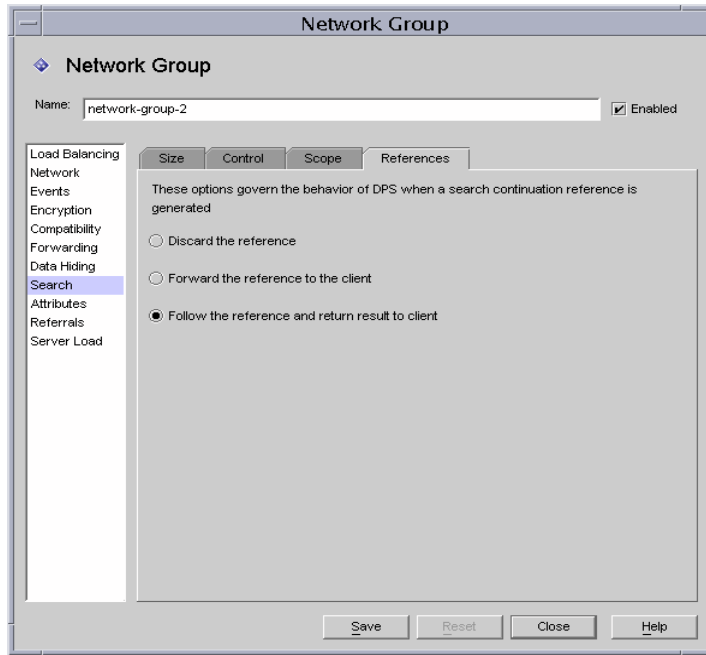 Network Group
Network Group
Name: network-group-2 Enabled
Load Balancing
Network
Events
Encryption
Compatibility
Forwarding
Data Hiding
Search
Attributes
Referrals
Server Load
Size Control Scope References
These options govern the behavior of DPS when a search continuation reference is
generated
Discard the reference
Forward the reference to the client
Follow the reference and return result to client
Save Reset Close Help